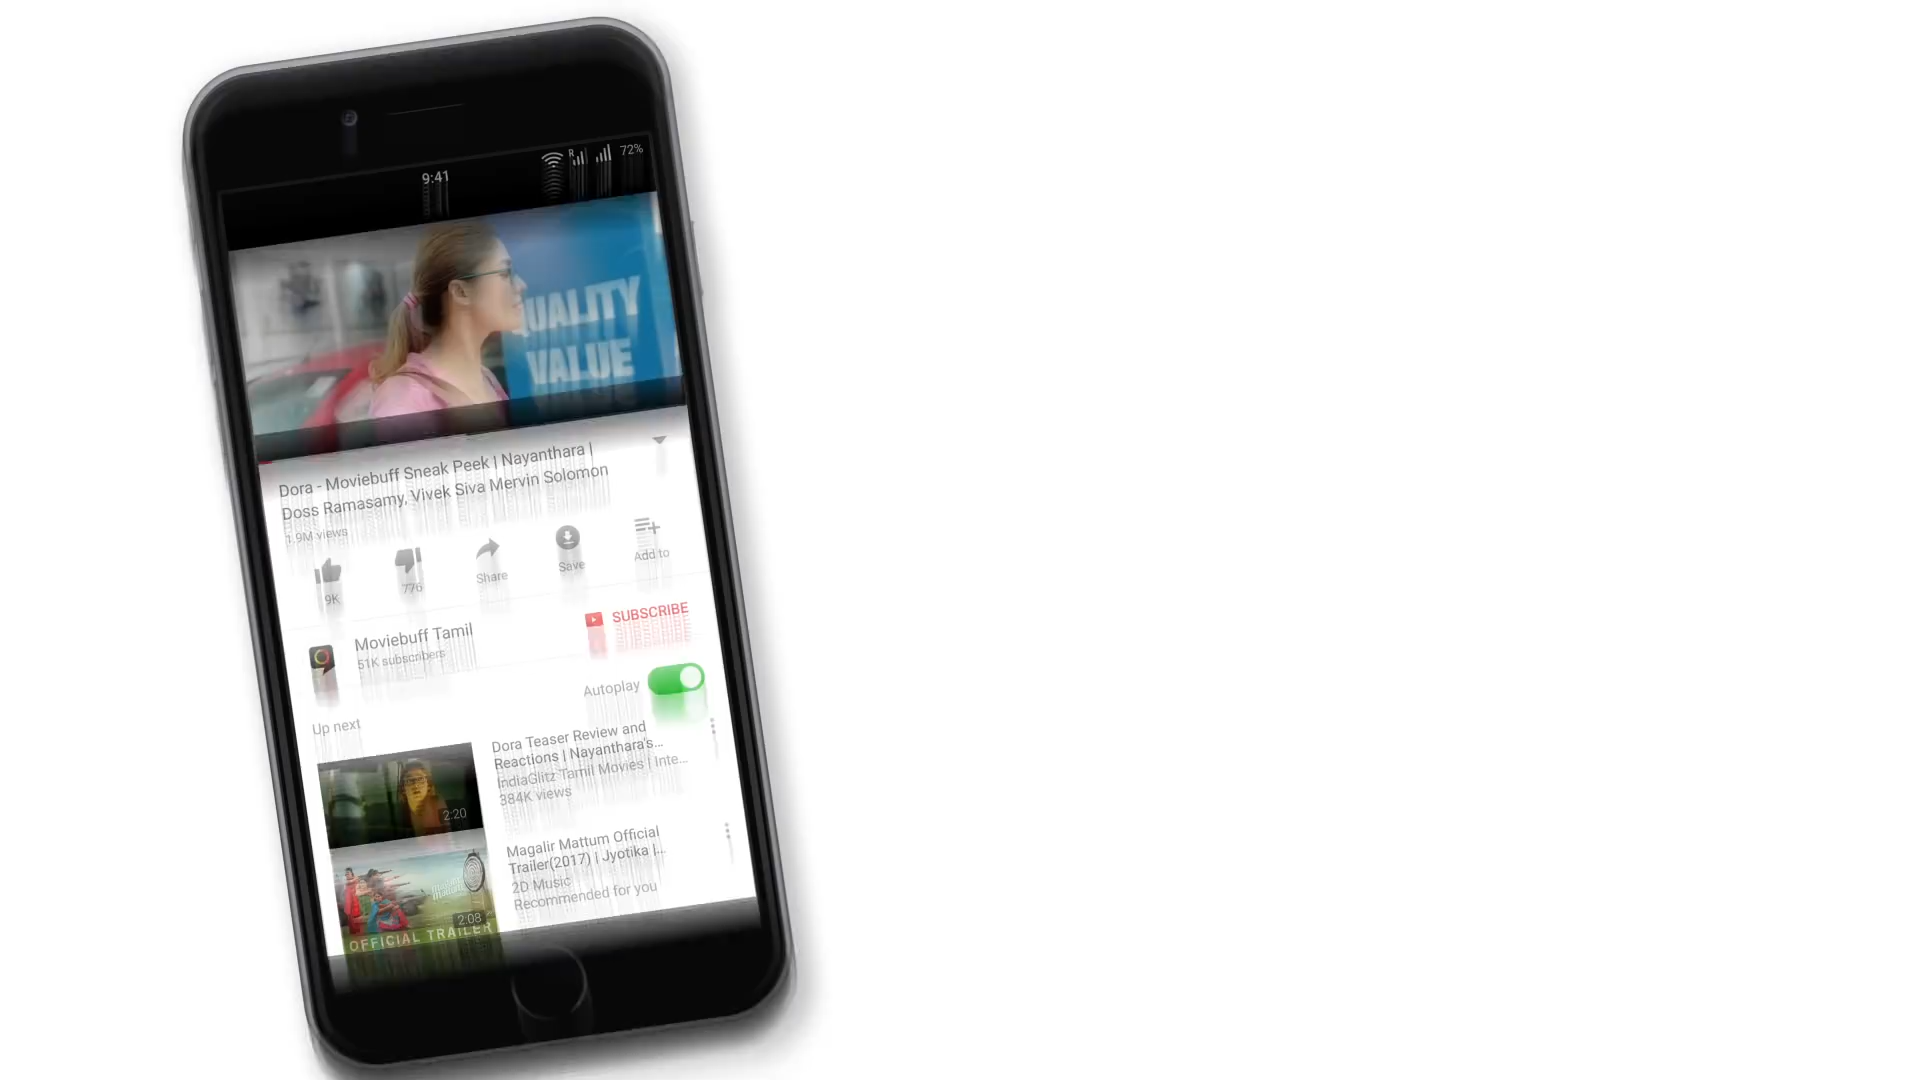 9:41
R
72%
QUALITY
VALUE
Dora - Moviebuff Sneak Peek | Nayanthara |
Doss Ramasamy, Vivek Siva Mervin Solomon
1.9M views
9K
776
Share
Save
Add to
Moviebuff Tamil
51K subscribers
SUBSCRIBE
Autoplay
Up next
2:20
Dora Teaser Review and
Reactions | Nayanthara's...
IndiaGlitz Tamil Movies | Inte...
384K views
2:08
OFFICIAL TRAILER
Magalir Mattum Official
Trailer(2017) | Jyotika |...
2D Music
Recommended for you